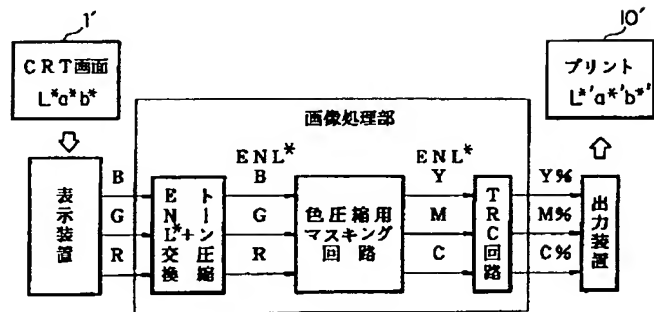 1′
CRT画面
L*a*b*
10′
プリント
L*′a*′b*′
画像処理部
表示装置
B
G
R
ENL*+
交換
トーン
圧縮
ENL*
B
G
R
色圧縮用
マスキング
回路
ENL*
Y
M
C
TRC回路
Y%
M%
C%
出力装置